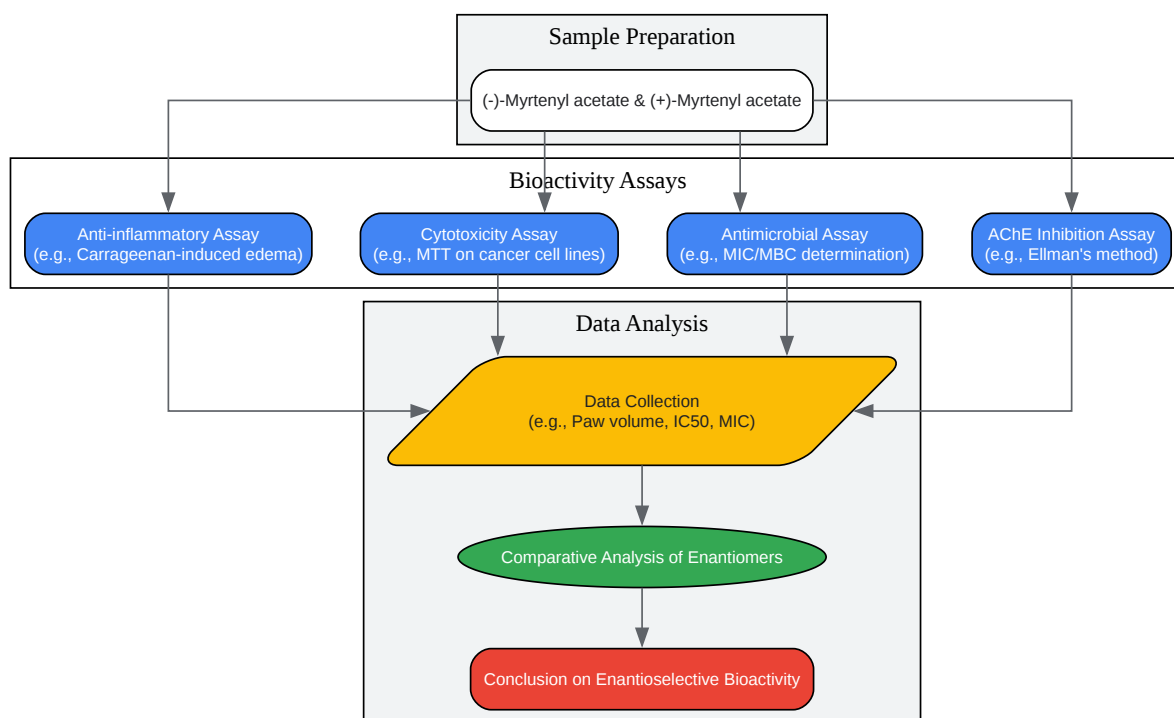 Sample Preparation
(-)-Myrtenyl acetate & (+)-Myrtenyl acetate
Bioactivity Assays
Anti-inflammatory Assay
(e.g., Carrageenan-induced edema)
Cytotoxicity Assay
(e.g., MTT on cancer cell lines)
Antimicrobial Assay
(e.g., MIC/MBC determination)
AChE Inhibition Assay
(e.g., Ellman's method)
Data Analysis
Data Collection
(e.g., Paw volume, IC50, MIC)
Comparative Analysis of Enantiomers
Conclusion on Enantioselective Bioactivity